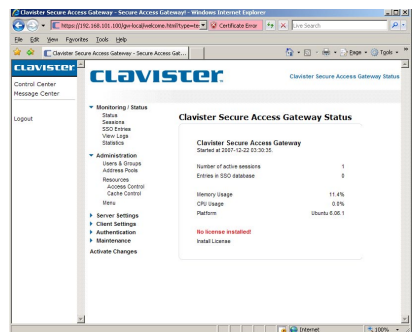 Clavister Secure Access Gateway - Secure Access Gateway! - Windows Internet Explorer
https://192.168.101.100/gw-local/welcome.html?type=te
Certificate Error
Live Search
File Edit View Favorites Tools Help
Clavister Secure Access Gateway - Secure Access Gat...
Page
Tools
CLAVISTER
Control Center
Message Center
Logout
CLAVISTER.
Clavister Secure Access Gateway Status
Monitoring / Status
Status
Sessions
SSO Entries
View Logs
Statistics
Administration
Users & Groups
Address Pools
Resources
Access Control
Cache Control
Menu
Server Settings
Client Settings
Authentication
Maintenance
Activate Changes
Clavister Secure Access Gateway Status
Clavister Secure Access Gateway
Started at 2007-12-22 03:30:35.
Number of active sessions 1
Entries in SSO database 0
Memory Usage 11.4%
CPU Usage 0.0%
Platform Ubuntu 6.06.1
No license installed!
Install License
Internet
100%